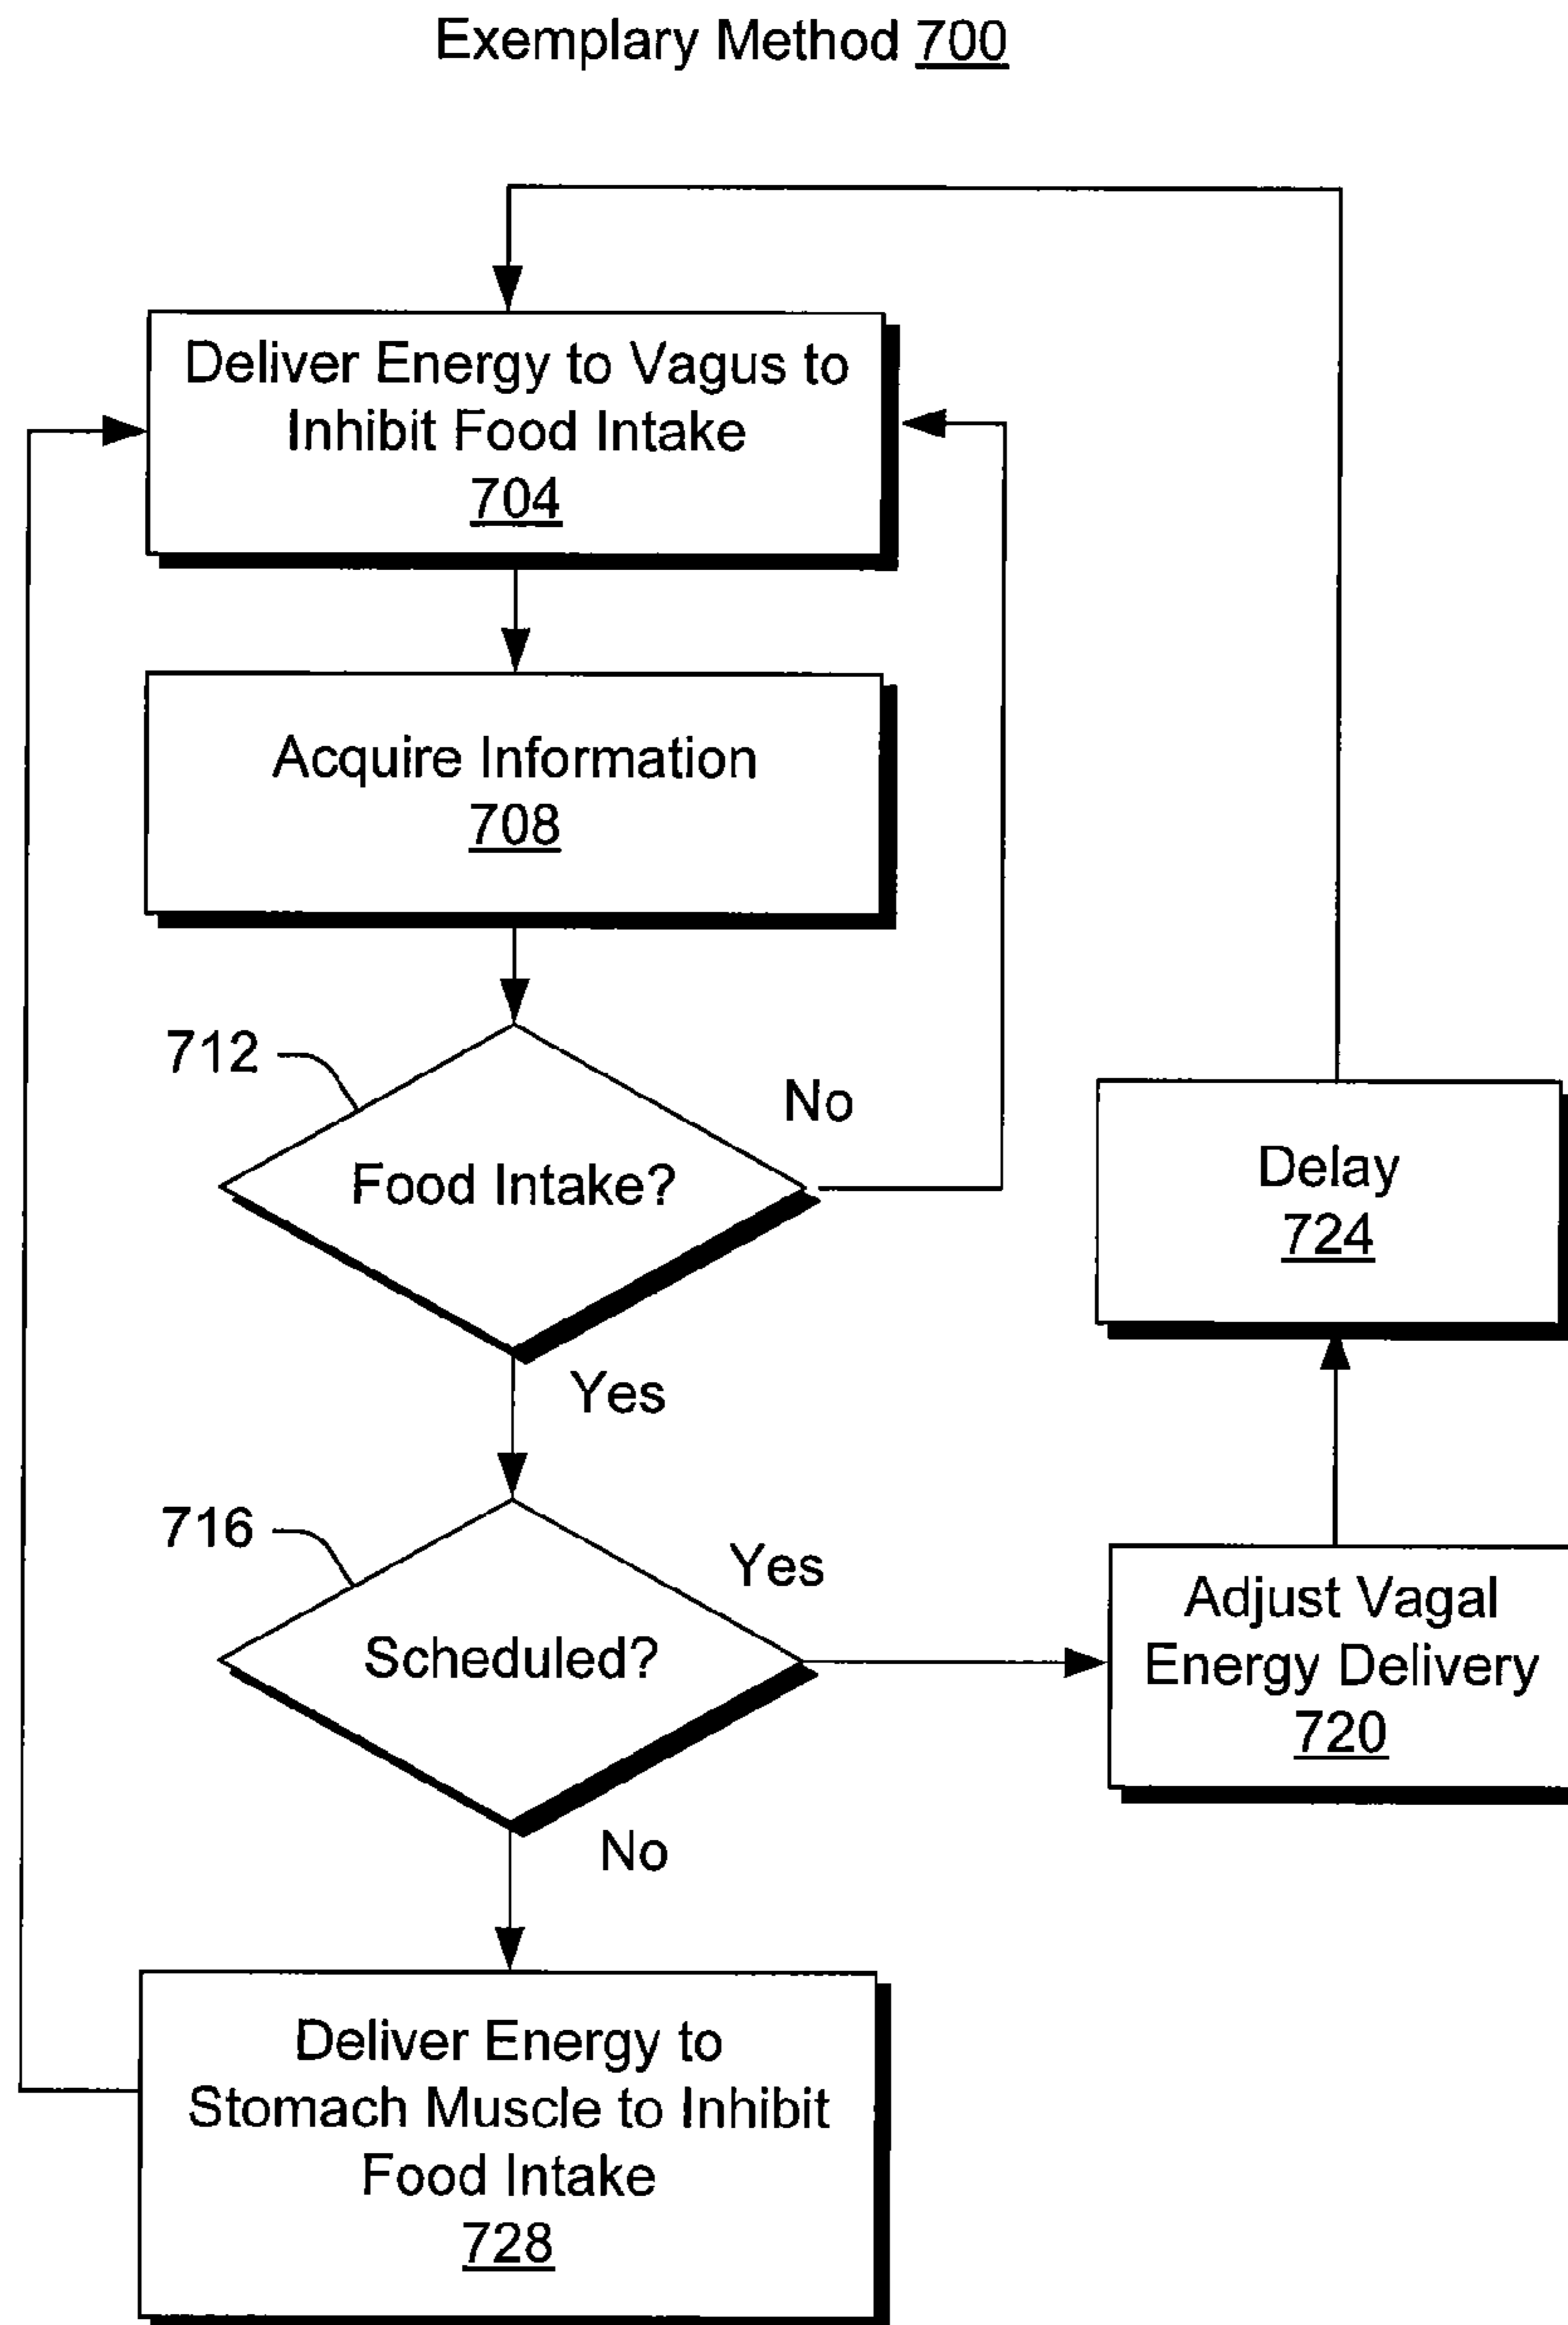 Exemplary Method 700
Deliver Energy to Vagus to
Inhibit Food Intake
704
Acquire Information
708
712
No
Food Intake?
Delay
724
Yes
716
Yes
Scheduled?
Adjust Vagal
Energy Delivery
720
No
Deliver Energy to
Stomach Muscle to Inhibit
Food Intake
728